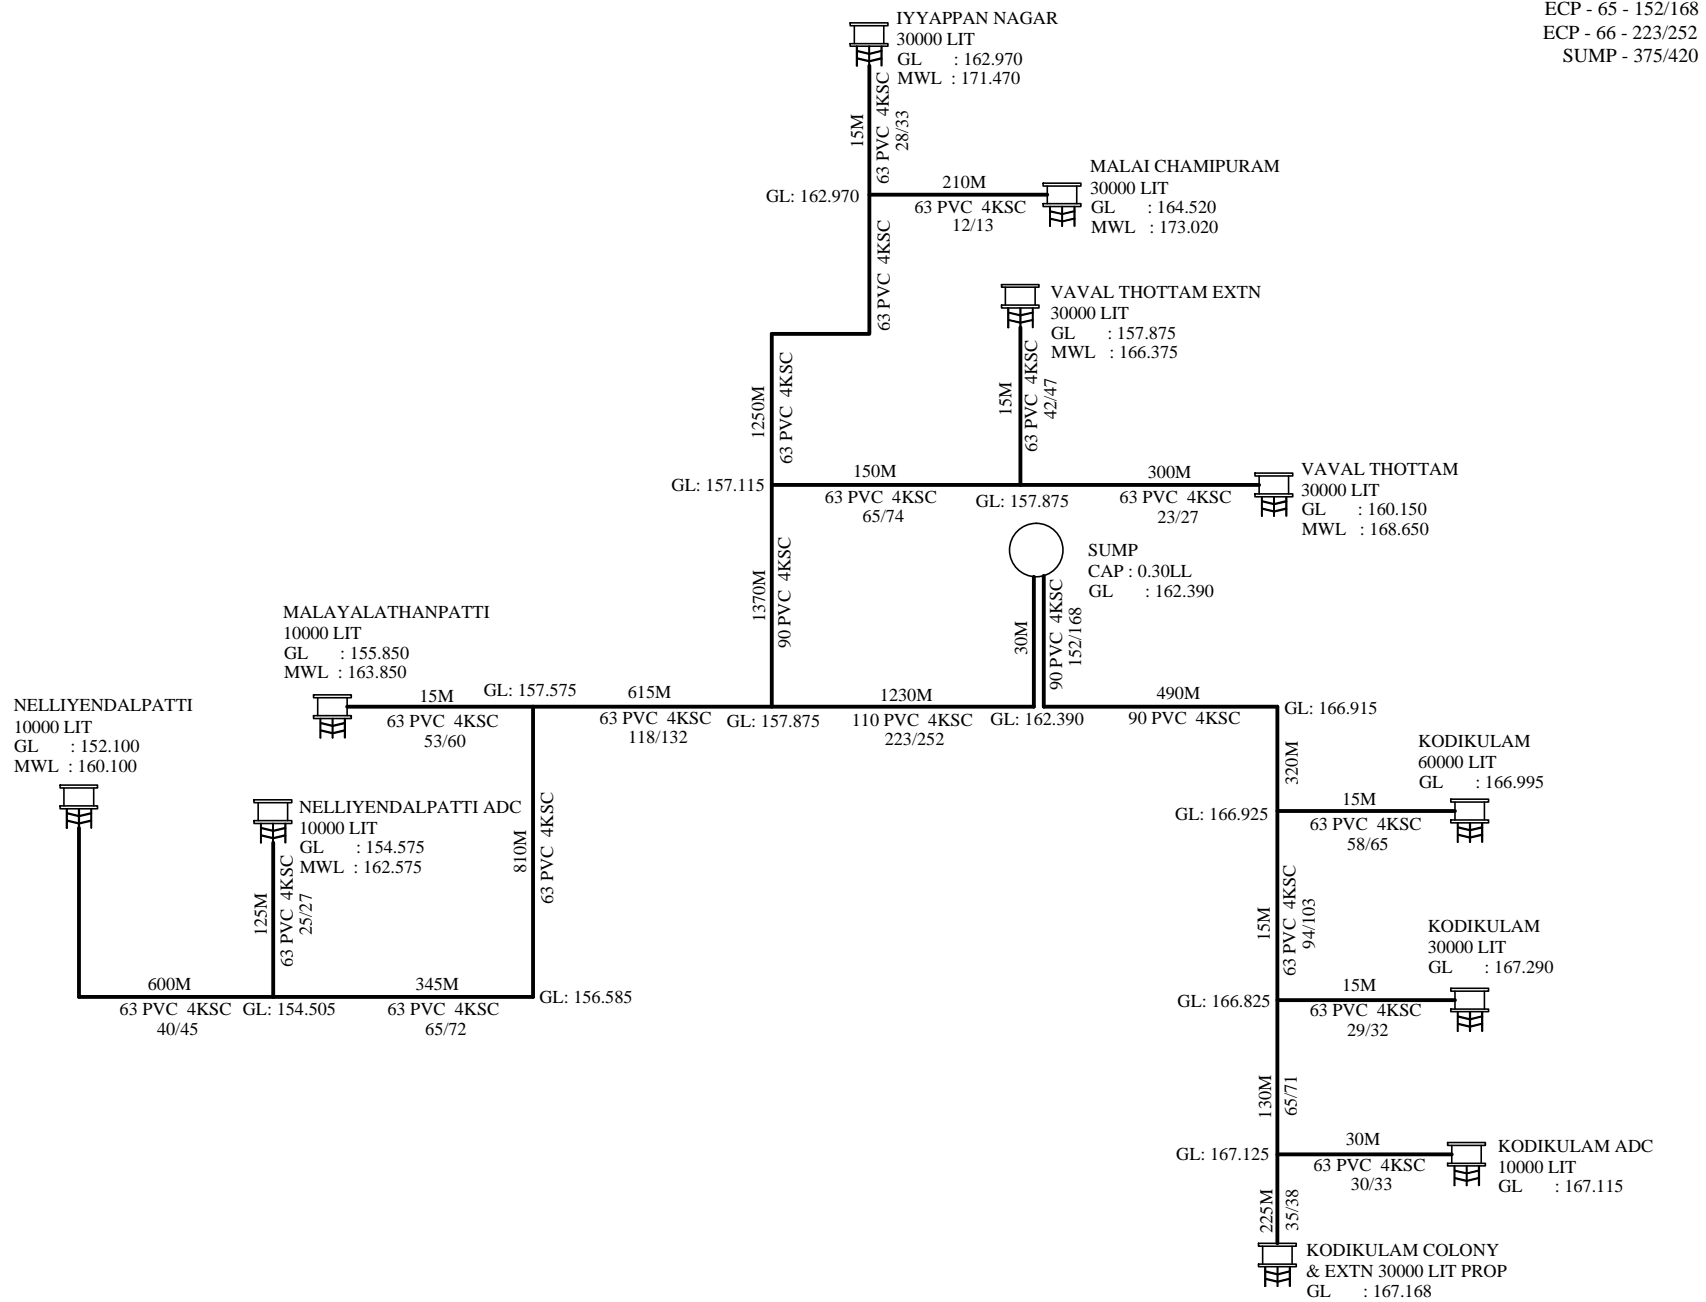 ECP - 65 - 152/168
ECP - 66 - 223/252
SUMP - 375/420
IYYAPPAN NAGAR
30000 LIT
GL : 162.970
MWL : 171.470
15M
63 PVC 4KSC
28/33
GL: 162.970
210M
63 PVC 4KSC
12/13
MALAI CHAMIPURAM
30000 LIT
GL : 164.520
MWL : 173.020
63 PVC 4KSC
1250M
63 PVC 4KSC
VAVAL THOTTAM EXTN
30000 LIT
GL : 157.875
MWL : 166.375
15M
63 PVC 4KSC
42/47
GL: 157.115
150M
63 PVC 4KSC
65/74
GL: 157.875
300M
63 PVC 4KSC
23/27
VAVAL THOTTAM
30000 LIT
GL : 160.150
MWL : 168.650
1370M
90 PVC 4KSC
SUMP
CAP : 0.30LL
GL : 162.390
30M
90 PVC 4KSC
152/168
MALAYALATHANPATTI
10000 LIT
GL : 155.850
MWL : 163.850
15M
63 PVC 4KSC
53/60
GL: 157.575
615M
63 PVC 4KSC
118/132
GL: 157.875
1230M
110 PVC 4KSC
223/252
GL: 162.390
490M
90 PVC 4KSC
GL: 166.915
NELLIYENDALPATTI
10000 LIT
GL : 152.100
MWL : 160.100
NELLIYENDALPATTI ADC
10000 LIT
GL : 154.575
MWL : 162.575
125M
63 PVC 4KSC
25/27
810M
63 PVC 4KSC
600M
63 PVC 4KSC
40/45
GL: 154.505
345M
63 PVC 4KSC
65/72
GL: 156.585
320M
KODIKULAM
60000 LIT
GL : 166.995
GL: 166.925
15M
63 PVC 4KSC
58/65
15M
63 PVC 4KSC
94/103
KODIKULAM
30000 LIT
GL : 167.290
GL: 166.825
15M
63 PVC 4KSC
29/32
130M
65/71
GL: 167.125
30M
63 PVC 4KSC
30/33
KODIKULAM ADC
10000 LIT
GL : 167.115
225M
35/38
KODIKULAM COLONY
& EXTN 30000 LIT PROP
GL : 167.168